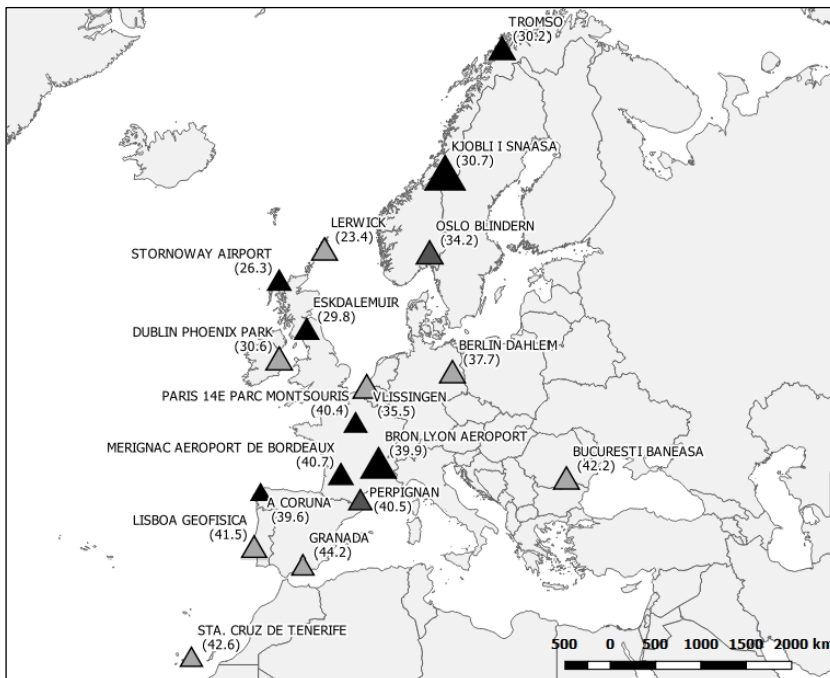 TROMSO
(30.2)
KJOBLI I SNAASA
(30.7)
LERWICK
(23.4)
OSLO BLINDERN
(34.2)
STORNOWAY AIRPORT
(26.3)
ESKDALEMUIR
(29.8)
DUBLIN PHOENIX PARK
(30.6)
BERLIN DAHLEM
(37.7)
PARIS 14E PARC MONTSOURIS
(40.4)
VLISSINGEN
(35.5)
MERIGNAC AEROPORT DE BORDEAUX
(40.7)
BRON LYON AEROPORT
(39.9)
BUCURESTI BANEASA
(42.2)
PERPIGNAN
(40.5)
A CORUNA
(39.6)
LISBOA GEOFISICA
(41.5)
GRANADA
(44.2)
STA. CRUZ DE TENERIFE
(42.6)
500 0 500 1000 1500 2000 km